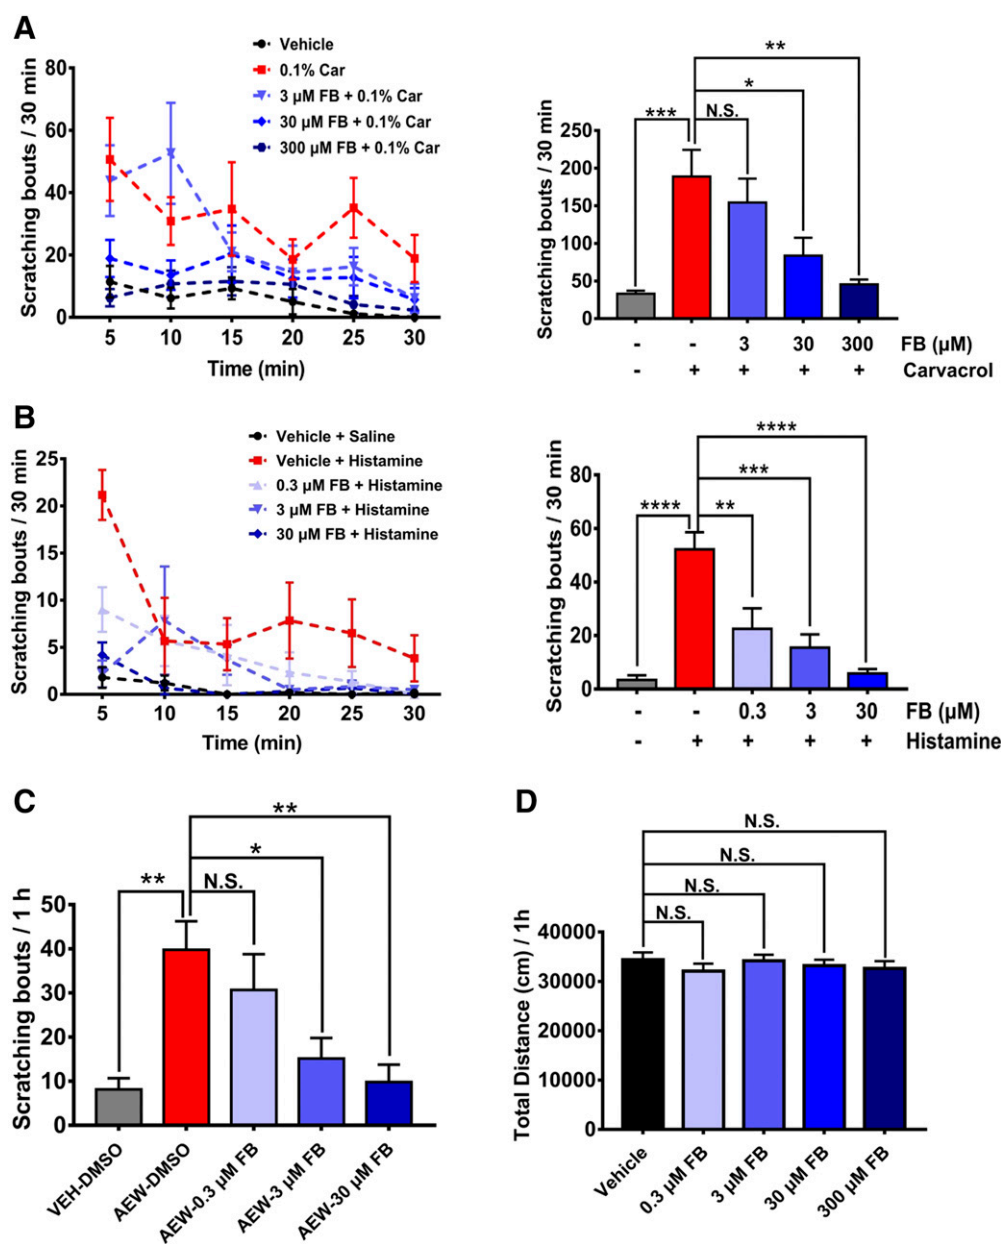 A
Scratching bouts / 30 min
80
60
40
20
0
5 10 15 20 25 30
Time (min)
Vehicle
0.1% Car
3 µM FB + 0.1% Car
30 µM FB + 0.1% Car
300 µM FB + 0.1% Car
Scratching bouts / 30 min
250
200
150
100
50
0
**
*
*** N.S.
- - 3 30 300 FB (µM)
- + + + + Carvacrol
B
Scratching bouts / 30 min
25
20
15
10
5
0
5 10 15 20 25 30
Time (min)
Vehicle + Saline
Vehicle + Histamine
0.3 µM FB + Histamine
3 µM FB + Histamine
30 µM FB + Histamine
Scratching bouts / 30 min
80
60
40
20
0
****
***
**** **
- - 0.3 3 30 FB (µM)
- + + + + Histamine
C
Scratching bouts / 1 h
50
40
30
20
10
0
**
*
** N.S.
VEH-DMSO
AEW-DMSO
AEW-0.3 µM FB
AEW-3 µM FB
AEW-30 µM FB
D
Total Distance (cm) / 1h
40000
30000
20000
10000
0
N.S.
N.S.
N.S.
N.S.
Vehicle
0.3 µM FB
3 µM FB
30 µM FB
300 µM FB